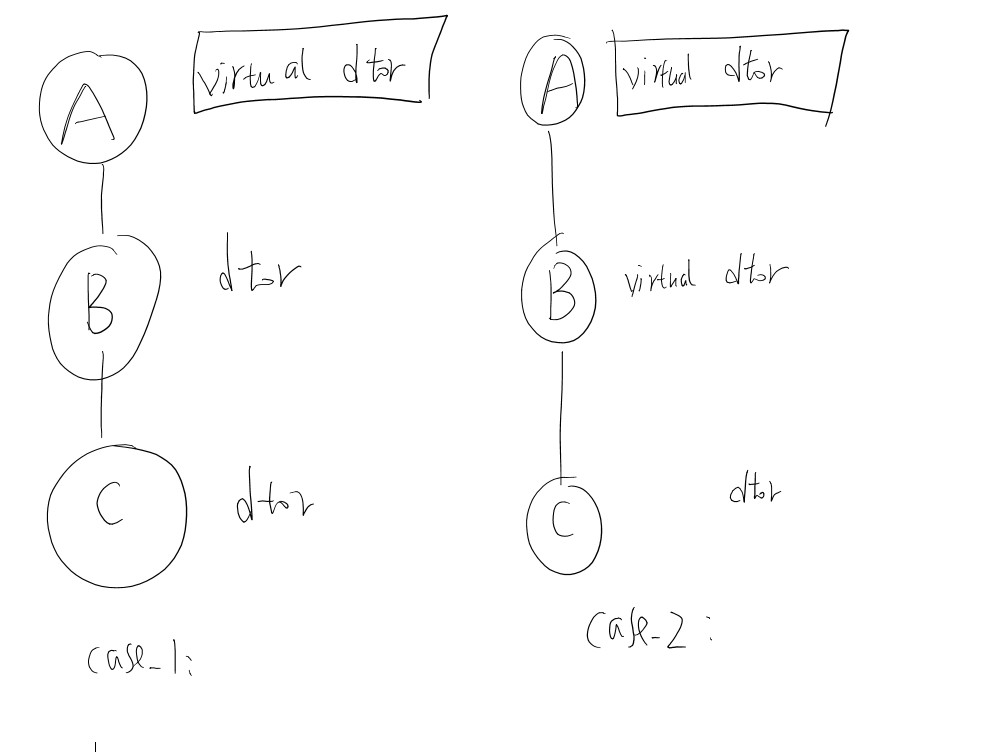 A virtual dtor
B dtor
C dtor
case_1:
A virtual dtor
B virtual dtor
C dtor
case_2: